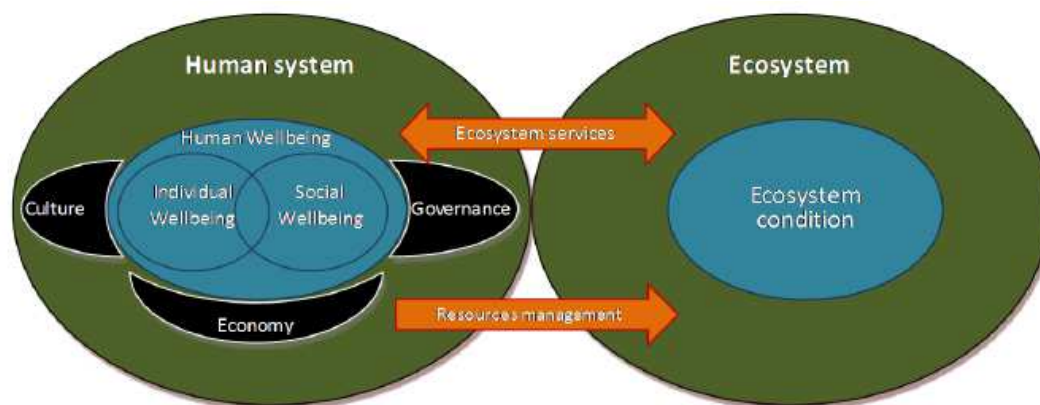 Human system
Ecosystem
Human Wellbeing
Ecosystem services
Culture
Individual
Wellbeing
Social
Wellbeing
Governance
Ecosystem
condition
Economy
Resources management